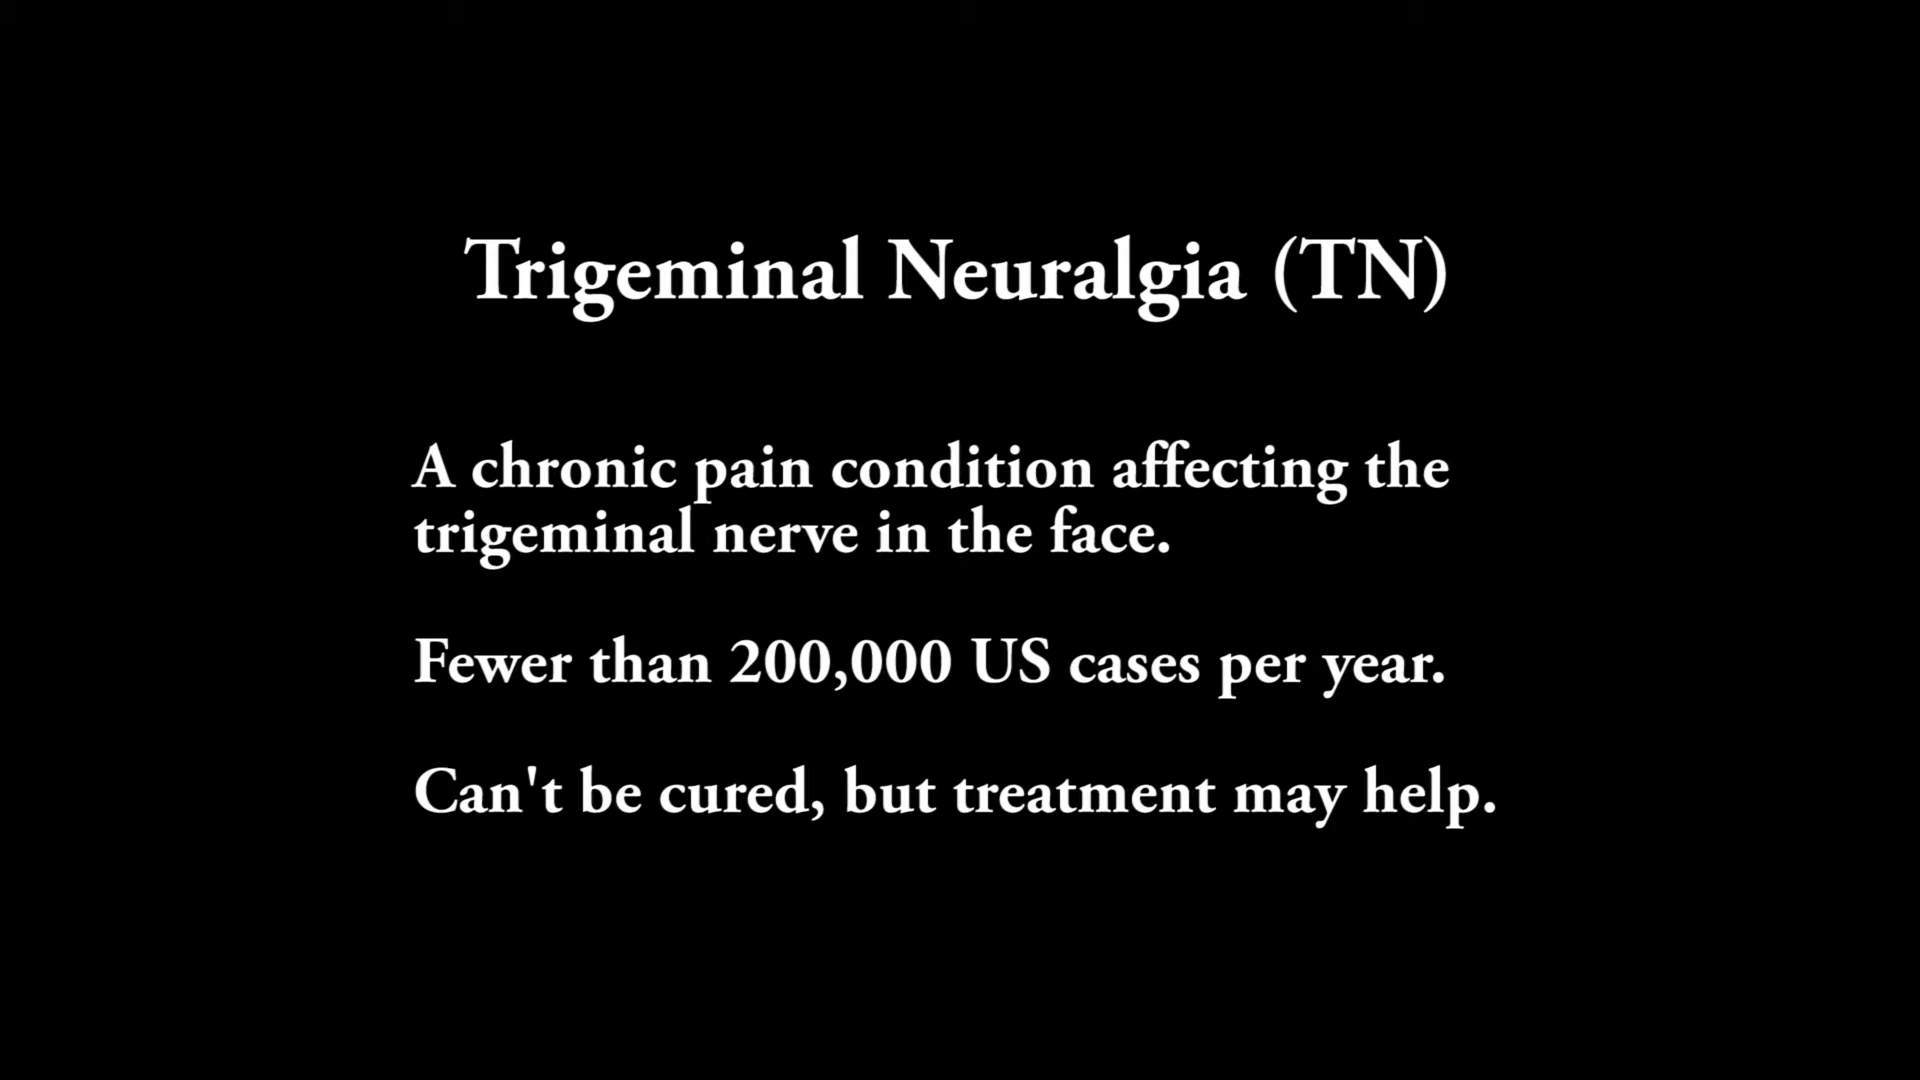 Trigeminal Neuralgia (TN)
A chronic pain condition affecting the
trigeminal nerve in the face.
Fewer than 200,000 US cases per year.
Can't be cured, but treatment may help.